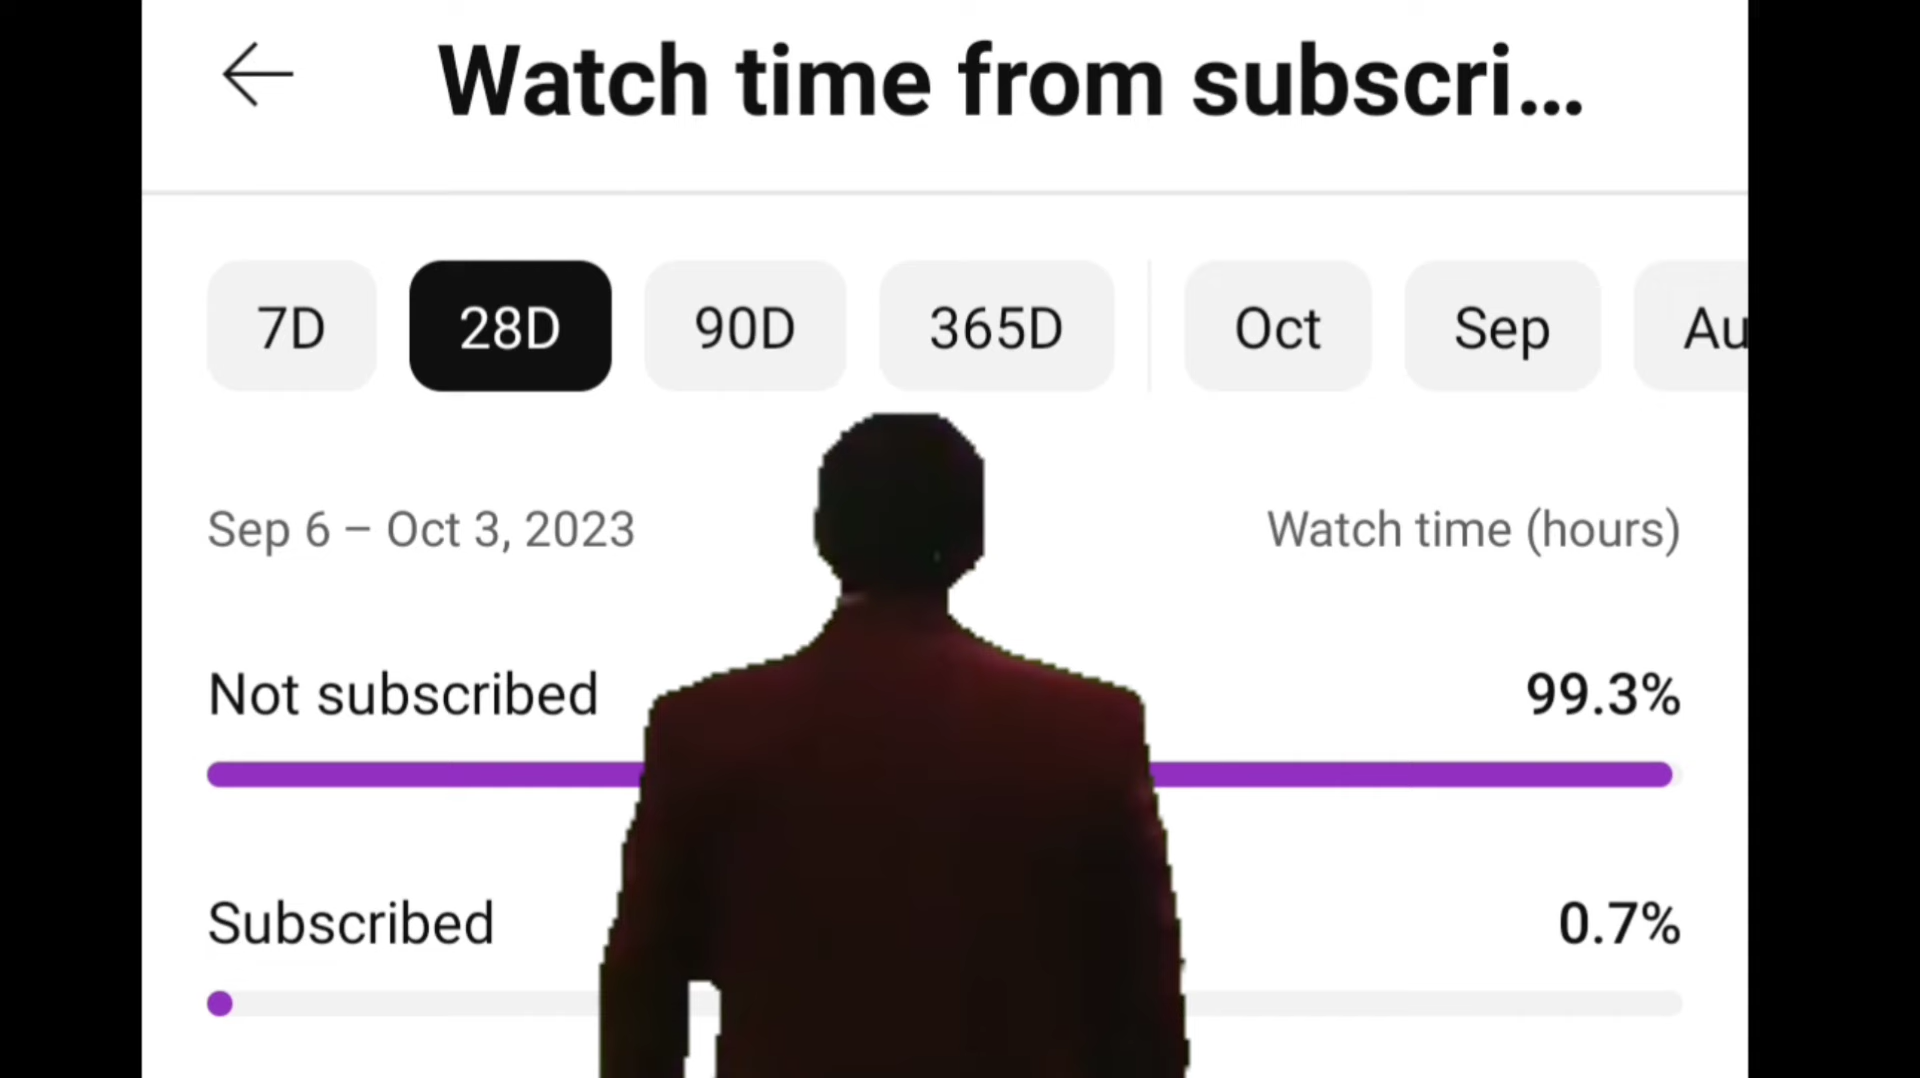 Watch time from subscri...
7D 28D 90D 365D Oct Sep Au
Sep 6 – Oct 3, 2023 Watch time (hours)
Not subscribed 99.3%
Subscribed 0.7%